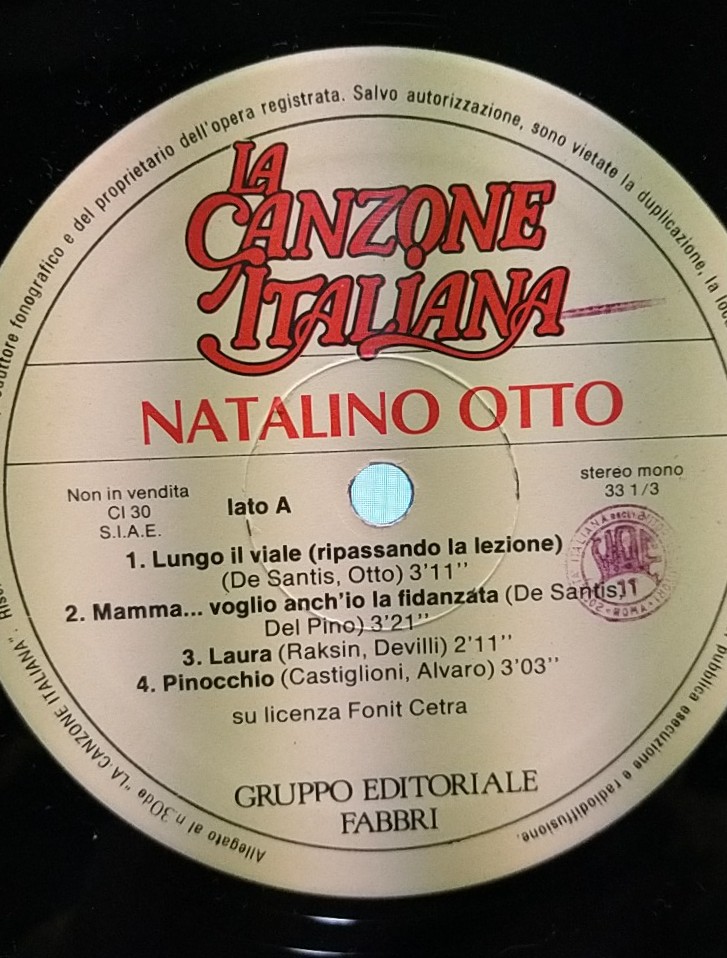 duttore fonografico e del proprietario dell'opera registrata. Salvo autorizzazione, sono vietate la duplicazione, la
LA
CANZONE
ITALIANA
NATALINO OTTO
Non in vendita
CI 30
S.I.A.E.
lato A
stereo mono
33 1/3
1. Lungo il viale (ripassando la lezione)
(De Santis, Otto) 3'11''
2. Mamma... voglio anch'io la fidanzata (De Santis,
Del Pino) 3'21''
3. Laura (Raksin, Devilli) 2'11''
4. Pinocchio (Castiglioni, Alvaro) 3'03''
su licenza Fonit Cetra
GRUPPO EDITORIALE
FABBRI
Allegato al n.30 de "LA CANZONE ITALIANA".
pubblica esecuzione e radiodiffusione.
SIAE
ROMA
11